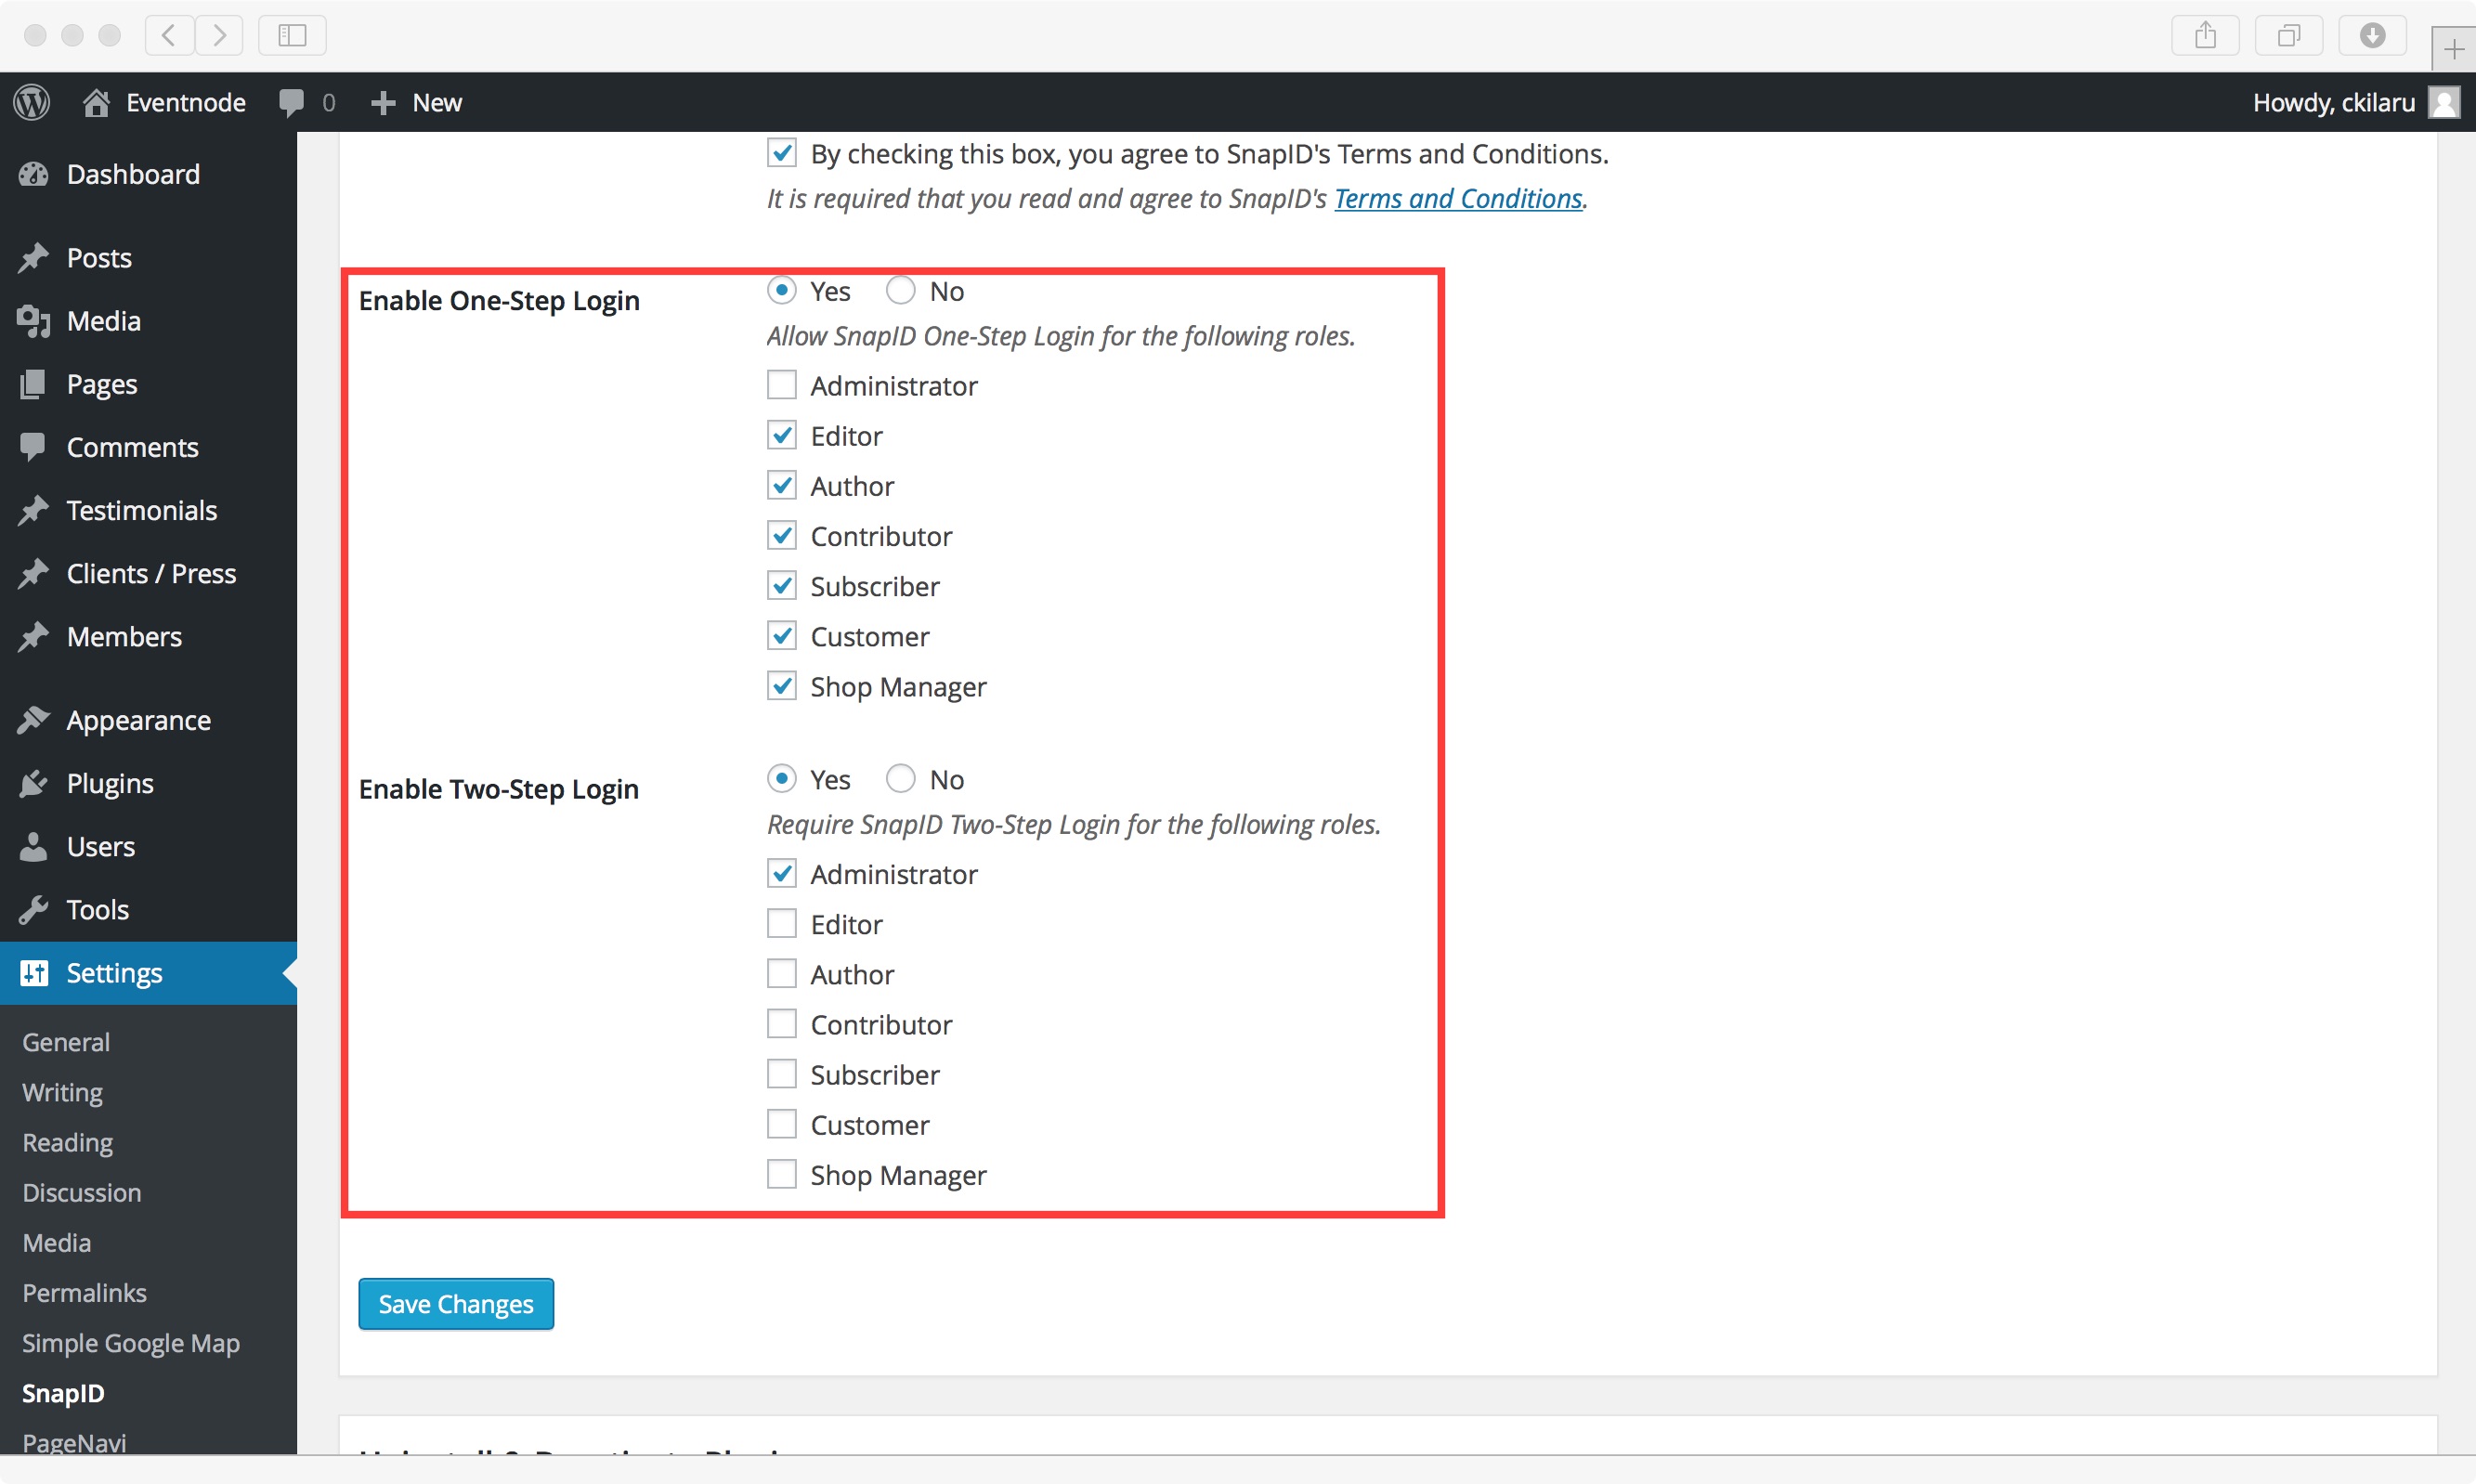 Eventnode 0 New Howdy, ckilaru
Dashboard
Posts
Media
Pages
Comments
Testimonials
Clients / Press
Members
Appearance
Plugins
Users
Tools
Settings
General
Writing
Reading
Discussion
Media
Permalinks
Simple Google Map
SnapID
PageNavi
By checking this box, you agree to SnapID's Terms and Conditions.
It is required that you read and agree to SnapID's Terms and Conditions.
Enable One-Step Login
Yes No
Allow SnapID One-Step Login for the following roles.
Administrator
Editor
Author
Contributor
Subscriber
Customer
Shop Manager
Enable Two-Step Login
Yes No
Require SnapID Two-Step Login for the following roles.
Administrator
Editor
Author
Contributor
Subscriber
Customer
Shop Manager
Save Changes